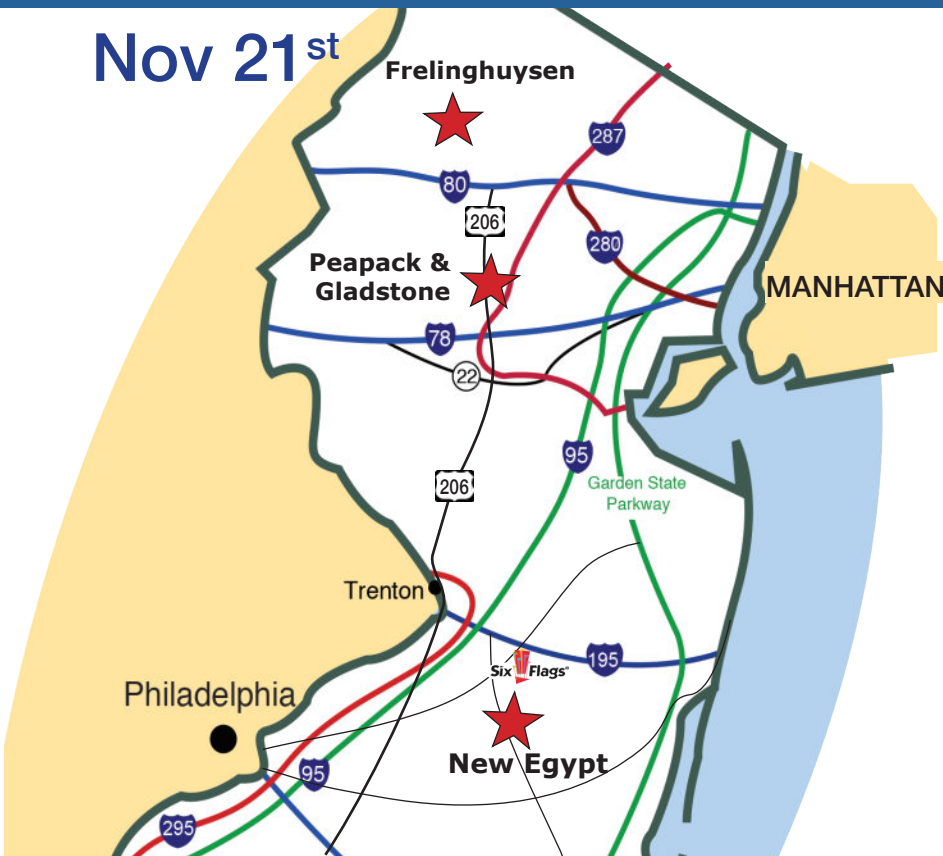 Nov 21st
Frelinghuysen
287
80
206
280
Peapack &
Gladstone
MANHATTAN
78
22
95
Garden State
Parkway
206
Trenton
195
Six Flags
Philadelphia
New Egypt
95
295